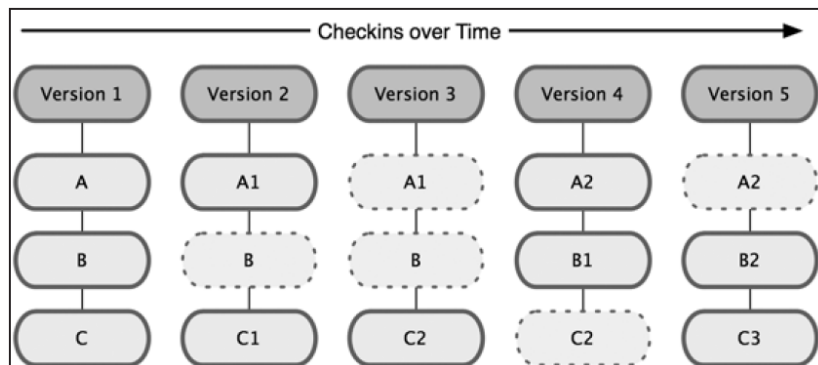 Checkins over Time
Version 1 Version 2 Version 3 Version 4 Version 5
A A1 A1 A2 A2
B B B B1 B2
C C1 C2 C2 C3